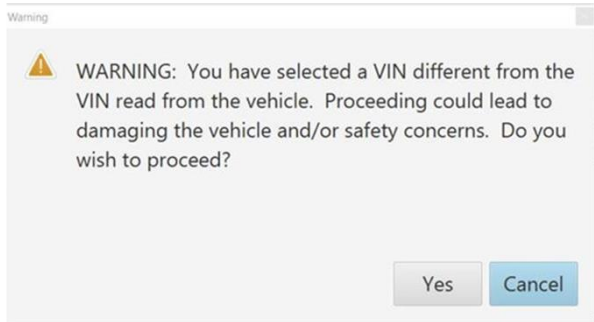 Warning
WARNING: You have selected a VIN different from the
VIN read from the vehicle. Proceeding could lead to
damaging the vehicle and/or safety concerns. Do you
wish to proceed?
Yes
Cancel